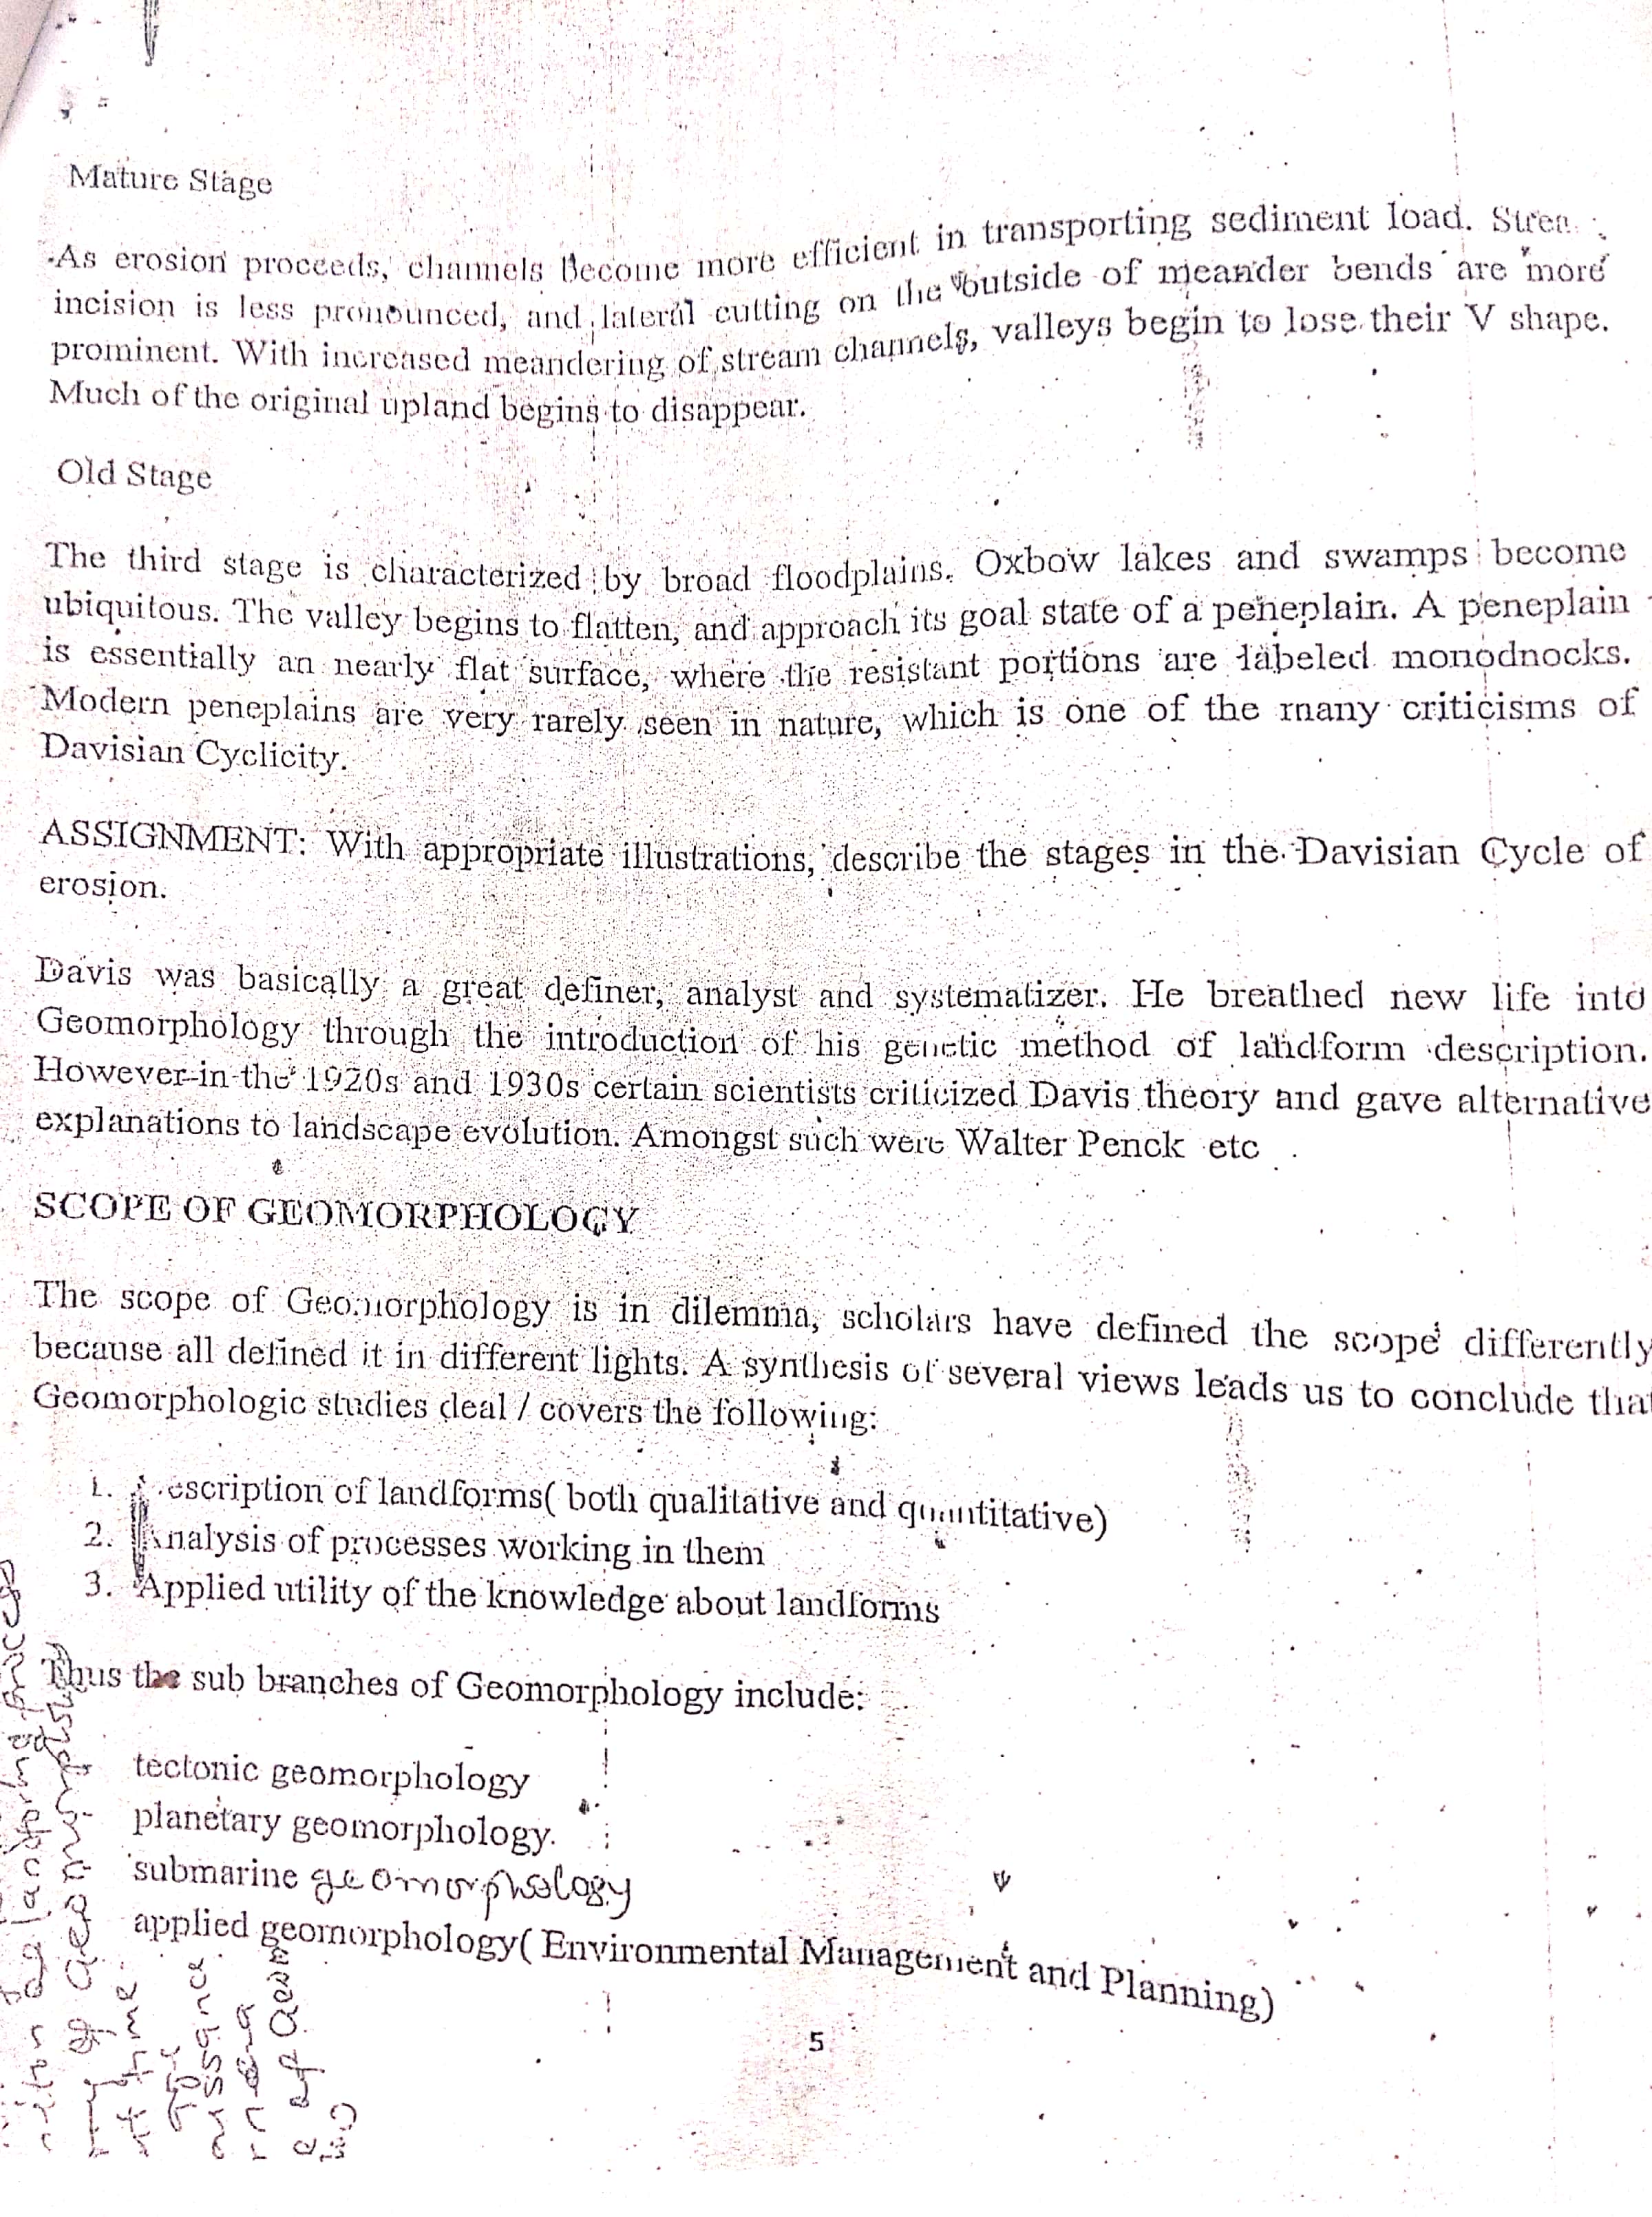 Mature Stage
As erosion proceeds, channels Become more efficient in transporting sediment load.
incision is less pronounced, and lateral cutting on the outside of meander bends are more
prominent. With increased meandering of stream channels, valleys begin to lose their V shape.
Much of the original upland begins to disappear.
Old Stage
The third stage is characterized by broad floodplains. Oxbow lakes and swamps become
ubiquitous. The valley begins to flatten, and approach its goal state of a peneplain. A peneplain
is essentially an nearly flat surface, where the resistant portions are labeled monodnocks.
Modern peneplains are very rarely seen in nature, which is one of the many criticisms of
Davisian Cyclicity.
ASSIGNMENT: With appropriate illustrations, describe the stages in the Davisian Cycle of
erosion.
Davis was basically a great definer, analyst and systematizer. He breathed new life into
Geomorphology through the introduction of his genetic method of landform description.
However in the 1920s and 1930s certain scientists criticized Davis theory and gave alternative
explanations to landscape evolution. Amongst such were Walter Penck etc
SCOPE OF GEOMORPHOLOGY
The scope of Geomorphology is in dilemma, scholars have defined the scope differently
because all defined it in different lights. A synthesis of several views leads us to conclude that
Geomorphologic studies deal / covers the following:
1. Description of landforms( both qualitative and quantitative)
2. Analysis of processes working in them
3. Applied utility of the knowledge about landforms
Thus the sub branches of Geomorphology include:
tectonic geomorphology
planetary geomorphology.
submarine geomorphology
applied geomorphology( Environmental Management and Planning)
5